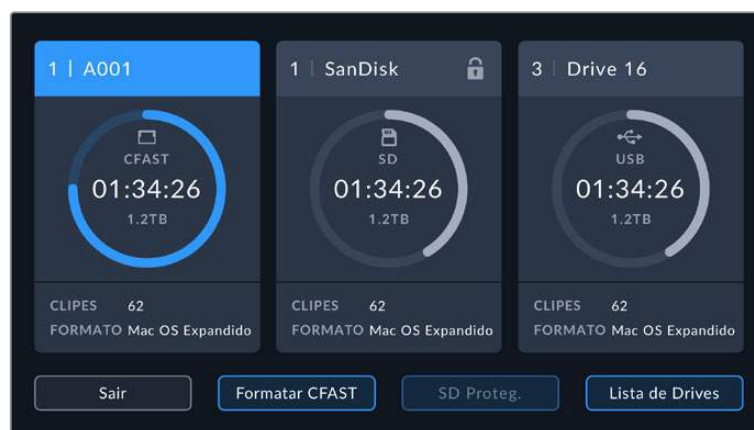 1 | A001
1 | SanDisk
3 | Drive 16
CFAST
01:34:26
1.2TB
SD
01:34:26
1.2TB
USB
01:34:26
1.2TB
CLIPES 62
FORMATO Mac OS Expandido
CLIPES 62
FORMATO Mac OS Expandido
CLIPES 62
FORMATO Mac OS Expandido
Sair
Formatar CFAST
SD Proteg.
Lista de Drives